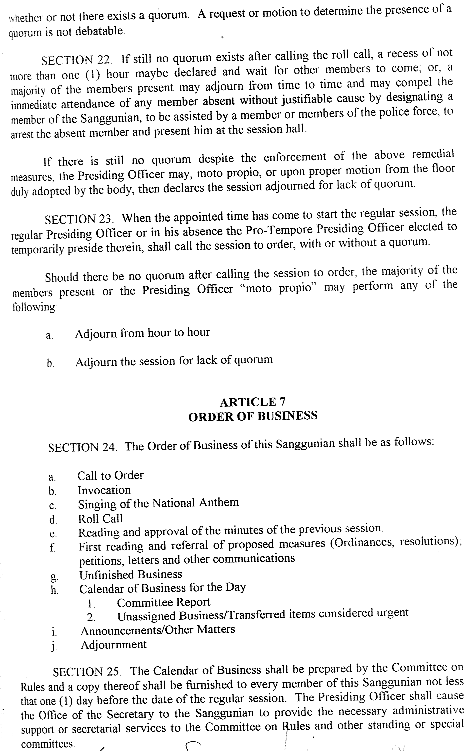 whether or not there exists a quorum. A request or motion to determine the presence of a
quorum is not debatable.
SECTION 22. If still no quorum exists after calling the roll call, a recess of not
more than one (1) hour maybe declared and wait for other members to come; or, a
majority of the members present may adjourn from time to time and may compel the
immediate attendance of any member absent without justifiable cause by designating a
member of the Sanggunian, to be assisted by a member or members of the police force, to
arrest the absent member and present him at the session hall.
If there is still no quorum despite the enforcement of the above remedial
measures, the Presiding Officer may, moto propio, or upon proper motion from the floor
duly adopted by the body, then declares the session adjourned for lack of quorum.
SECTION 23. When the appointed time has come to start the regular session, the
regular Presiding Officer or in his absence the Pro-Tempore Presiding Officer elected to
temporarily preside therein, shall call the session to order, with or without a quorum.
Should there be no quorum after calling the session to order, the majority of the
members present or the Presiding Officer "moto propio" may perform any of the
following
a. Adjourn from hour to hour
b. Adjourn the session for lack of quorum
ARTICLE 7
ORDER OF BUSINESS
SECTION 24. The Order of Business of this Sanggunian shall be as follows:
a. Call to Order
b. Invocation
c. Singing of the National Anthem
d. Roll Call
e. Reading and approval of the minutes of the previous session
f. First reading and referral of proposed measures (Ordinances, resolutions),
petitions, letters and other communications
g. Unfinished Business
h. Calendar of Business for the Day
1. Committee Report
2. Unassigned Business/Transferred items considered urgent
i. Announcements/Other Matters
j. Adjournment
SECTION 25. The Calendar of Business shall be prepared by the Committee on
Rules and a copy thereof shall be furnished to every member of this Sanggunian not less
that one (1) day before the date of the regular session. The Presiding Officer shall cause
the Office of the Secretary to the Sanggunian to provide the necessary administrative
support or secretarial services to the Committee on Rules and other standing or special
committees.